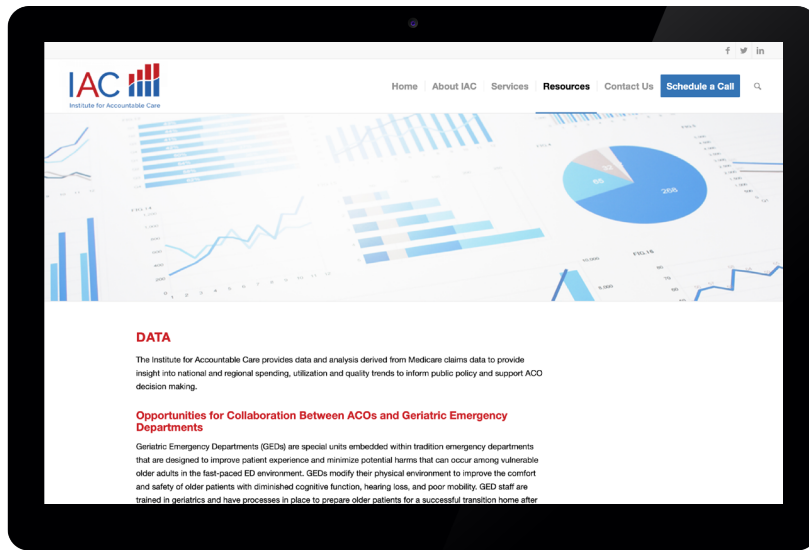 IAC
Institute for Accountable Care
Home About IAC Services Resources Contact Us Schedule a Call
268
DATA
The Institute for Accountable Care provides data and analysis derived from Medicare claims data to provide
insight into national and regional spending, utilization and quality trends to inform public policy and support ACO
decision making.
Opportunities for Collaboration Between ACOs and Geriatric Emergency
Departments
Geriatric Emergency Departments (GEDs) are special units embedded within tradition emergency departments
that are designed to improve patient experience and minimize potential harms that can occur among vulnerable
older adults in the fast-paced ED environment. GEDs modify their physical environment to improve the comfort
and safety of older patients with diminished cognitive function, hearing loss, and poor mobility. GED staff are
trained in geriatrics and have processes in place to prepare older patients for a successful transition home after